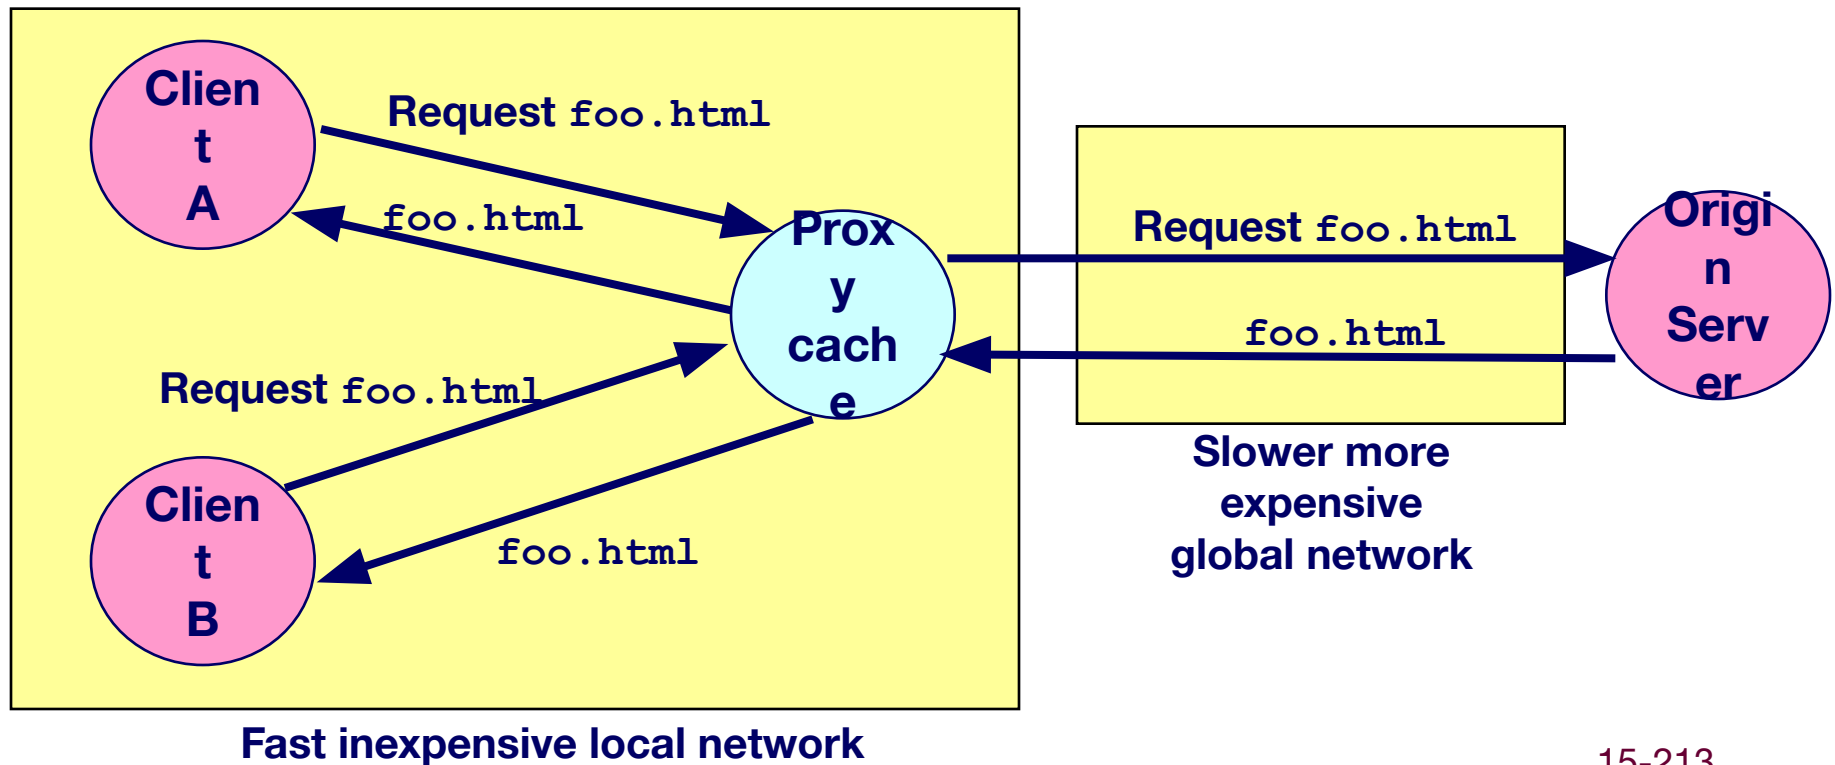 Clien
t
A
Request foo.html
foo.html
Prox
y
cach
e
Request foo.html
foo.html
Origi
n
Serv
er
Request foo.html
Clien
t
B
foo.html
Slower more
expensive
global network
Fast inexpensive local network
15-213